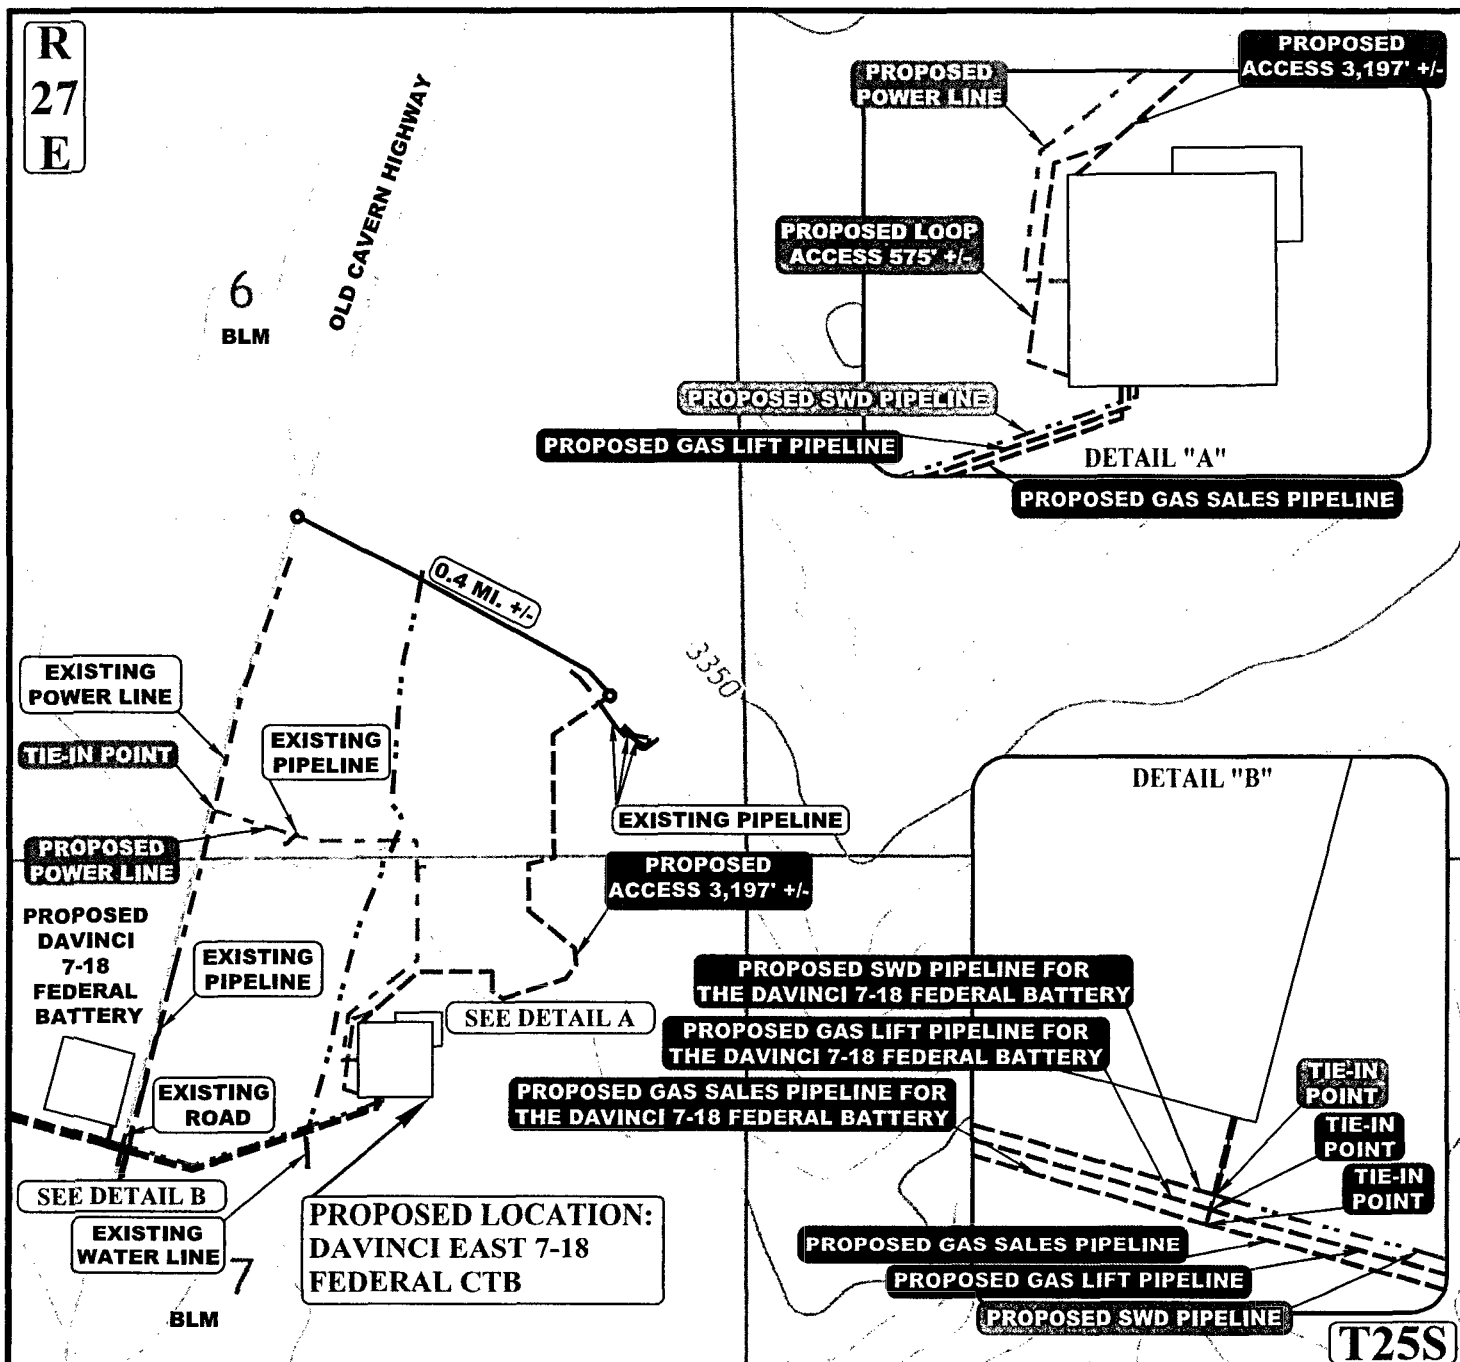 R
27
E
OLD CAVERN HIGHWAY
6
BLM
PROPOSED
POWER LINE
PROPOSED
ACCESS 3,197' +/-
PROPOSED LOOP
ACCESS 575' +/-
PROPOSED SWD PIPELINE
PROPOSED GAS LIFT PIPELINE
DETAIL "A"
PROPOSED GAS SALES PIPELINE
0.4 MI. +/-
3350
EXISTING
POWER LINE
TIE-IN POINT
EXISTING
PIPELINE
EXISTING PIPELINE
PROPOSED
POWER LINE
PROPOSED
ACCESS 3,197' +/-
PROPOSED
DAVINCI
7-18
FEDERAL
BATTERY
EXISTING
PIPELINE
SEE DETAIL A
EXISTING
ROAD
SEE DETAIL B
EXISTING
WATER LINE
7
BLM
PROPOSED LOCATION:
DAVINCI EAST 7-18
FEDERAL CTB
DETAIL "B"
PROPOSED SWD PIPELINE FOR
THE DAVINCI 7-18 FEDERAL BATTERY
PROPOSED GAS LIFT PIPELINE FOR
THE DAVINCI 7-18 FEDERAL BATTERY
PROPOSED GAS SALES PIPELINE FOR
THE DAVINCI 7-18 FEDERAL BATTERY
TIE-IN
POINT
TIE-IN
POINT
TIE-IN
POINT
PROPOSED GAS SALES PIPELINE
PROPOSED GAS LIFT PIPELINE
PROPOSED SWD PIPELINE
T25S